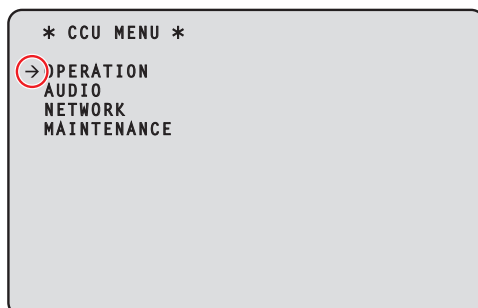 * CCU MENU *
→OPERATION
AUDIO
NETWORK
MAINTENANCE